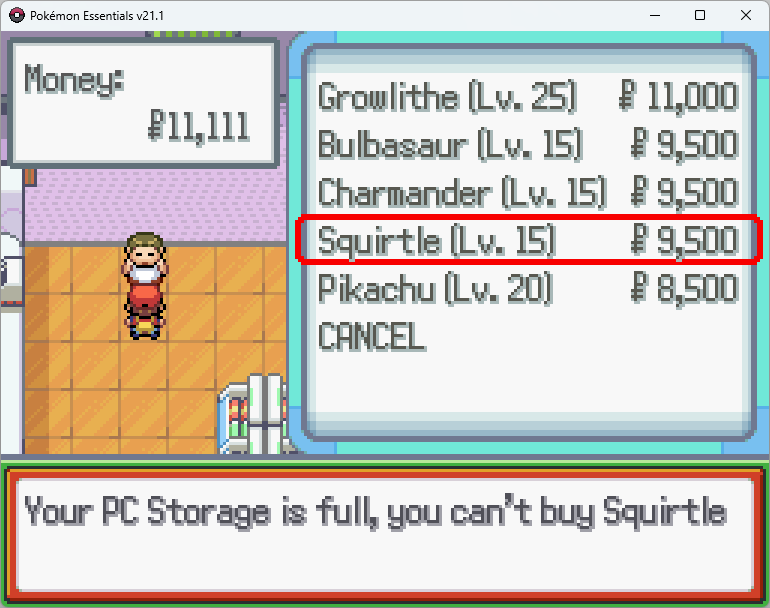 Pokémon Essentials v21.1
Money:
₽11,111
Growlithe (Lv. 25) ₽ 11,000
Bulbasaur (Lv. 15) ₽ 9,500
Charmander (Lv. 15) ₽ 9,500
Squirtle (Lv. 15) ₽ 9,500
Pikachu (Lv. 20) ₽ 8,500
CANCEL
Your PC Storage is full, you can't buy Squirtle